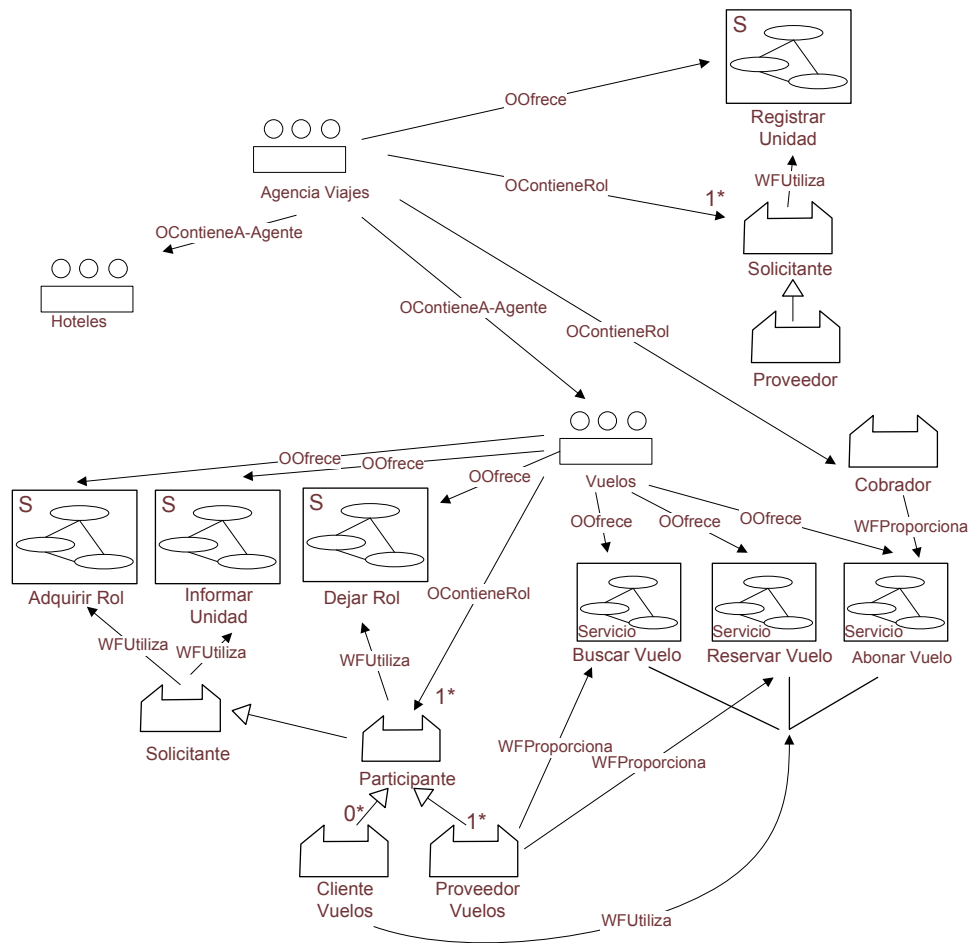 S
Registrar
Unidad
OOfrece
Agencia Viajes
OContieneRol
1*
WFUtiliza
Solicitante
OContieneA-Agente
Hoteles
OContieneA-Agente
OContieneRol
Proveedor
Vuelos
Cobrador
OOfrece
OOfrece
OOfrece
OOfrece
OOfrece
OOfrece
WFProporciona
S
S
S
Adquirir Rol
Informar
Unidad
Dejar Rol
OContieneRol
Servicio
Servicio
Servicio
Buscar Vuelo
Reservar Vuelo
Abonar Vuelo
WFUtiliza
WFUtiliza
WFUtiliza
1*
Solicitante
Participante
WFProporciona
WFProporciona
0*
1*
Cliente
Vuelos
Proveedor
Vuelos
WFUtiliza